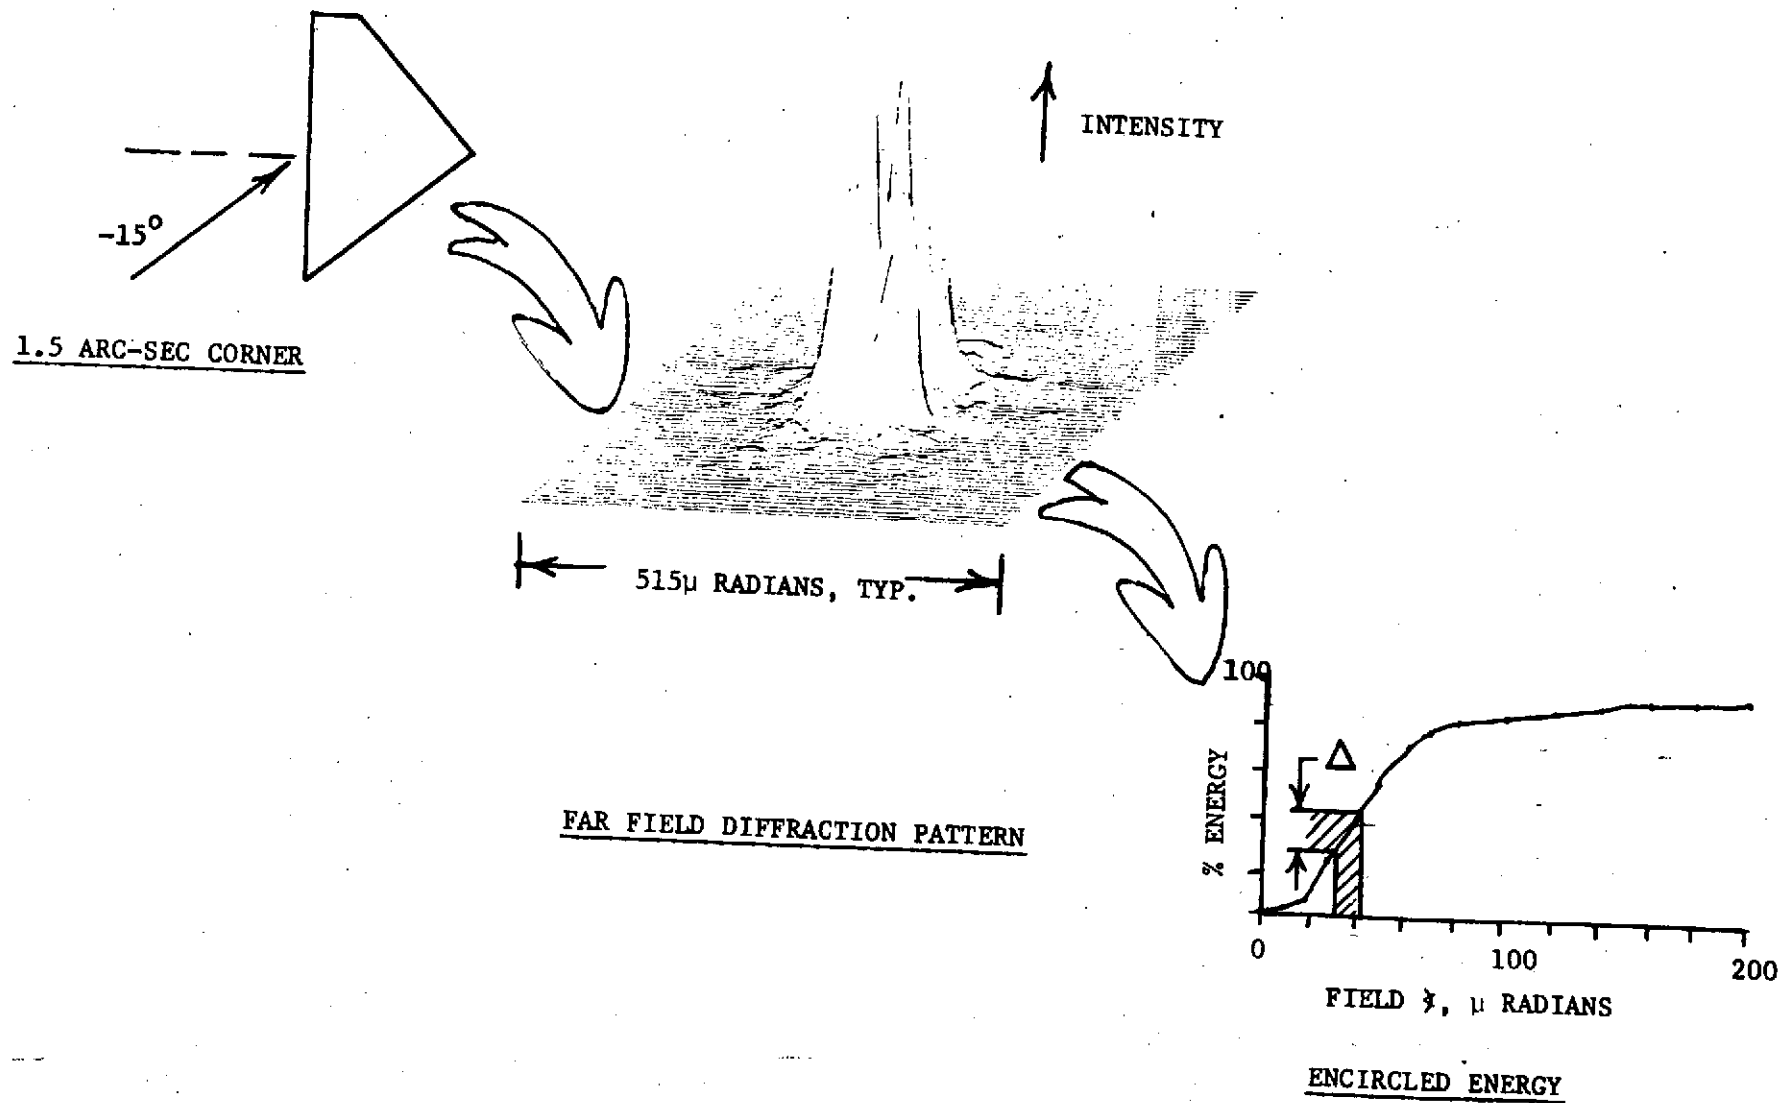 INTENSITY
-15°
1.5 ARC-SEC CORNER
515μ RADIANS, TYP.
FAR FIELD DIFFRACTION PATTERN
100
Δ
% ENERGY
0
100
200
FIELD ∢, μ RADIANS
ENCIRCLED ENERGY